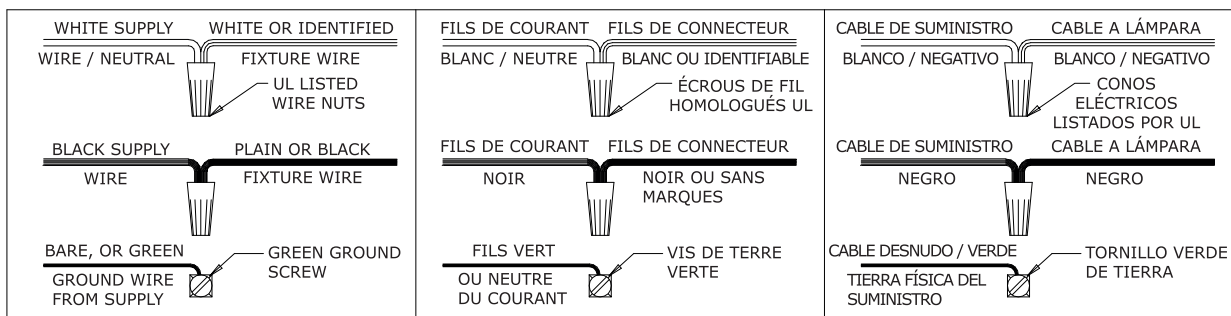 WHITE SUPPLY
WHITE OR IDENTIFIED
WIRE / NEUTRAL
FIXTURE WIRE
UL LISTED
WIRE NUTS
BLACK SUPPLY
PLAIN OR BLACK
WIRE
FIXTURE WIRE
BARE, OR GREEN
GROUND WIRE
FROM SUPPLY
GREEN GROUND
SCREW
FILS DE COURANT
FILS DE CONNECTEUR
BLANC / NEUTRE
BLANC OU IDENTIFIABLE
ÉCROUS DE FIL
HOMOLOGUÉS UL
FILS DE COURANT
FILS DE CONNECTEUR
NOIR
NOIR OU SANS
MARQUES
FILS VERT
OU NEUTRE
DU COURANT
VIS DE TERRE
VERTE
CABLE DE SUMINISTRO
CABLE A LÁMPARA
BLANCO / NEGATIVO
BLANCO / NEGATIVO
CONOS
ELÉCTRICOS
LISTADOS POR UL
CABLE DE SUMINISTRO
CABLE A LÁMPARA
NEGRO
NEGRO
CABLE DESNUDO / VERDE
TIERRA FÍSICA DEL
SUMINISTRO
TORNILLO VERDE
DE TIERRA